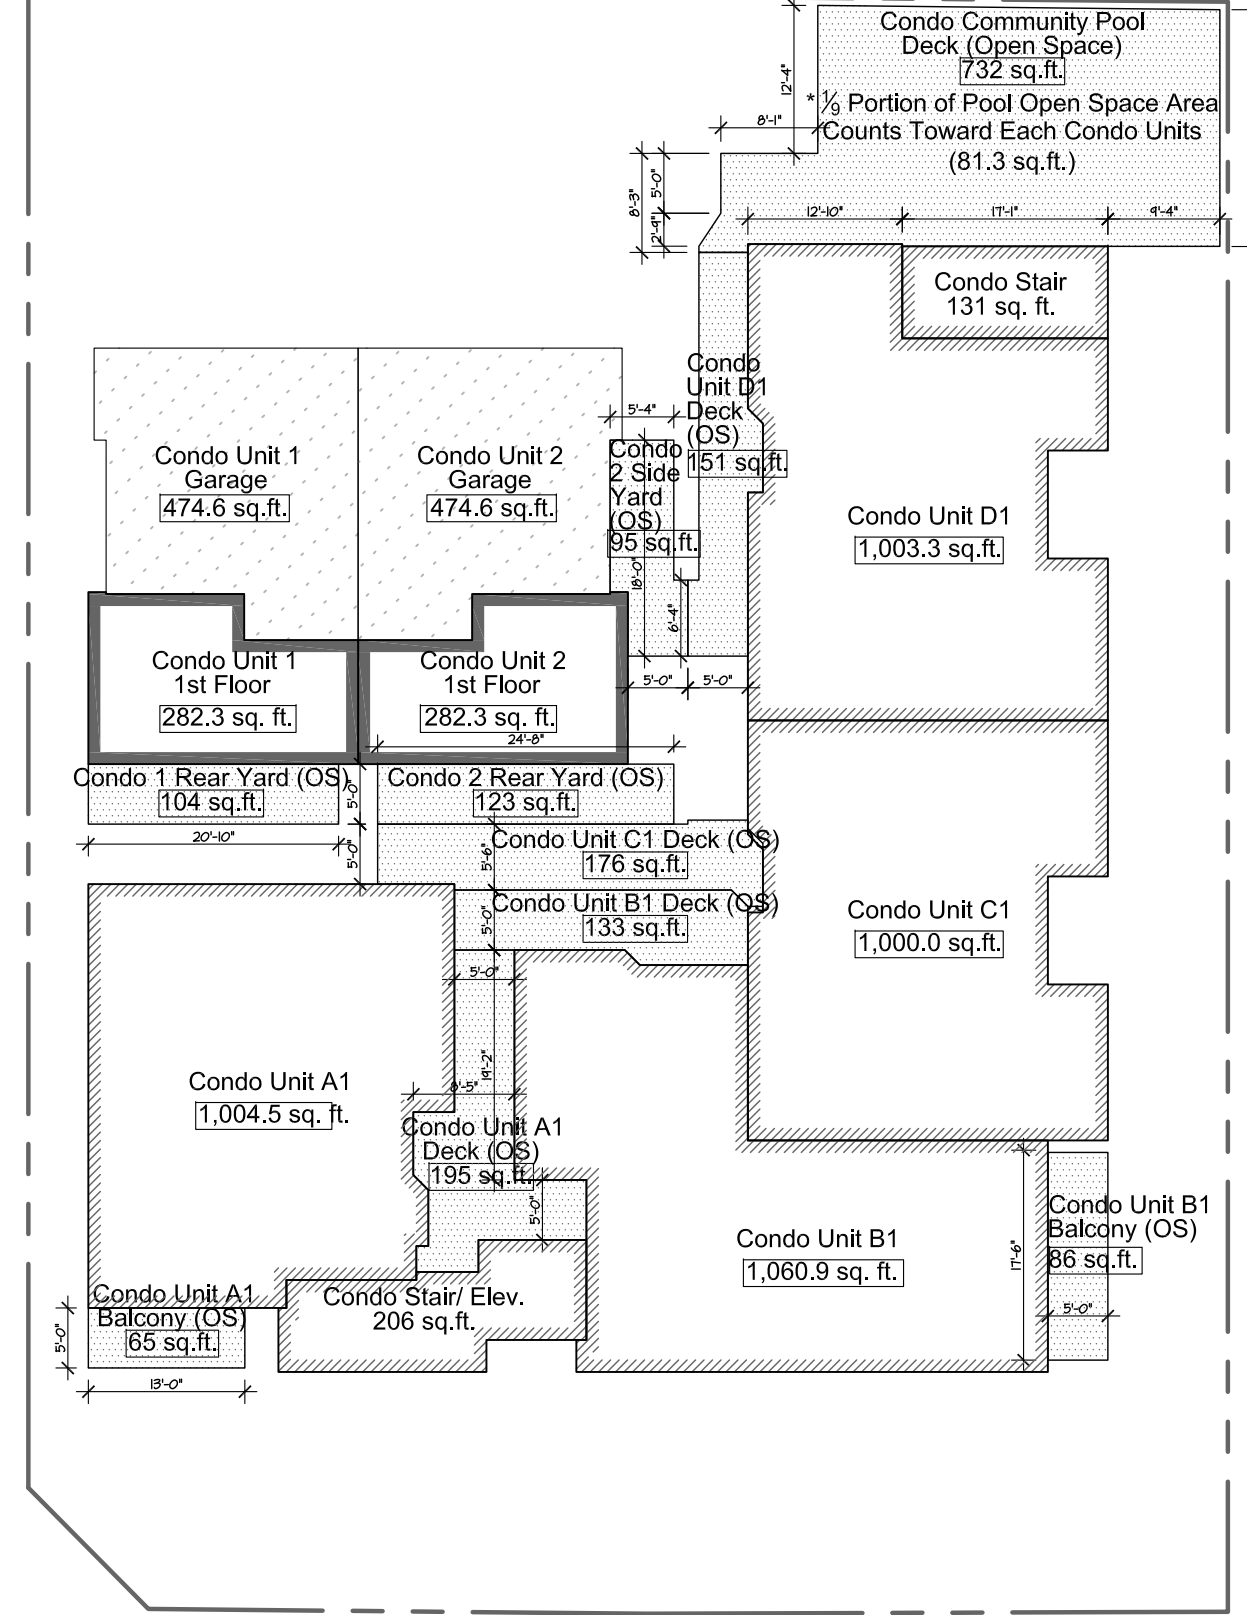 Condo Community Pool
Deck (Open Space)
732 sq.ft.
* 1/9 Portion of Pool Open Space Area
Counts Toward Each Condo Units
(81.3 sq.ft.)
12'-4"
8'-1"
8'-3"
5'-0"
2'-9"
12'-10"
17'-1"
9'-4"
Condo Stair
131 sq. ft.
Condo
Unit D1
Deck
(OS)
151 sq.ft.
5'-4"
Condo
2 Side
Yard
(OS)
95 sq.ft.
18'-0"
6'-4"
5'-0"
5'-0"
Condo Unit 1
Garage
474.6 sq.ft.
Condo Unit 2
Garage
474.6 sq.ft.
Condo Unit D1
1,003.3 sq.ft.
Condo Unit 1
1st Floor
282.3 sq. ft.
Condo Unit 2
1st Floor
282.3 sq. ft.
24'-8"
Condo 1 Rear Yard (OS)
104 sq.ft.
20'-10"
5'-0"
5'-0"
Condo 2 Rear Yard (OS)
123 sq.ft.
Condo Unit C1 Deck (OS)
176 sq.ft.
5'-6"
Condo Unit B1 Deck (OS)
133 sq.ft.
5'-0"
Condo Unit C1
1,000.0 sq.ft.
5'-0"
19'-2"
8'-5"
Condo Unit A1
1,004.5 sq. ft.
Condo Unit A1
Deck (OS)
195 sq.ft.
5'-0"
Condo Unit B1
1,060.9 sq. ft.
17'-6"
Condo Unit B1
Balcony (OS)
86 sq.ft.
5'-0"
Condo Unit A1
Balcony (OS)
65 sq.ft.
5'-0"
13'-0"
Condo Stair/ Elev.
206 sq.ft.